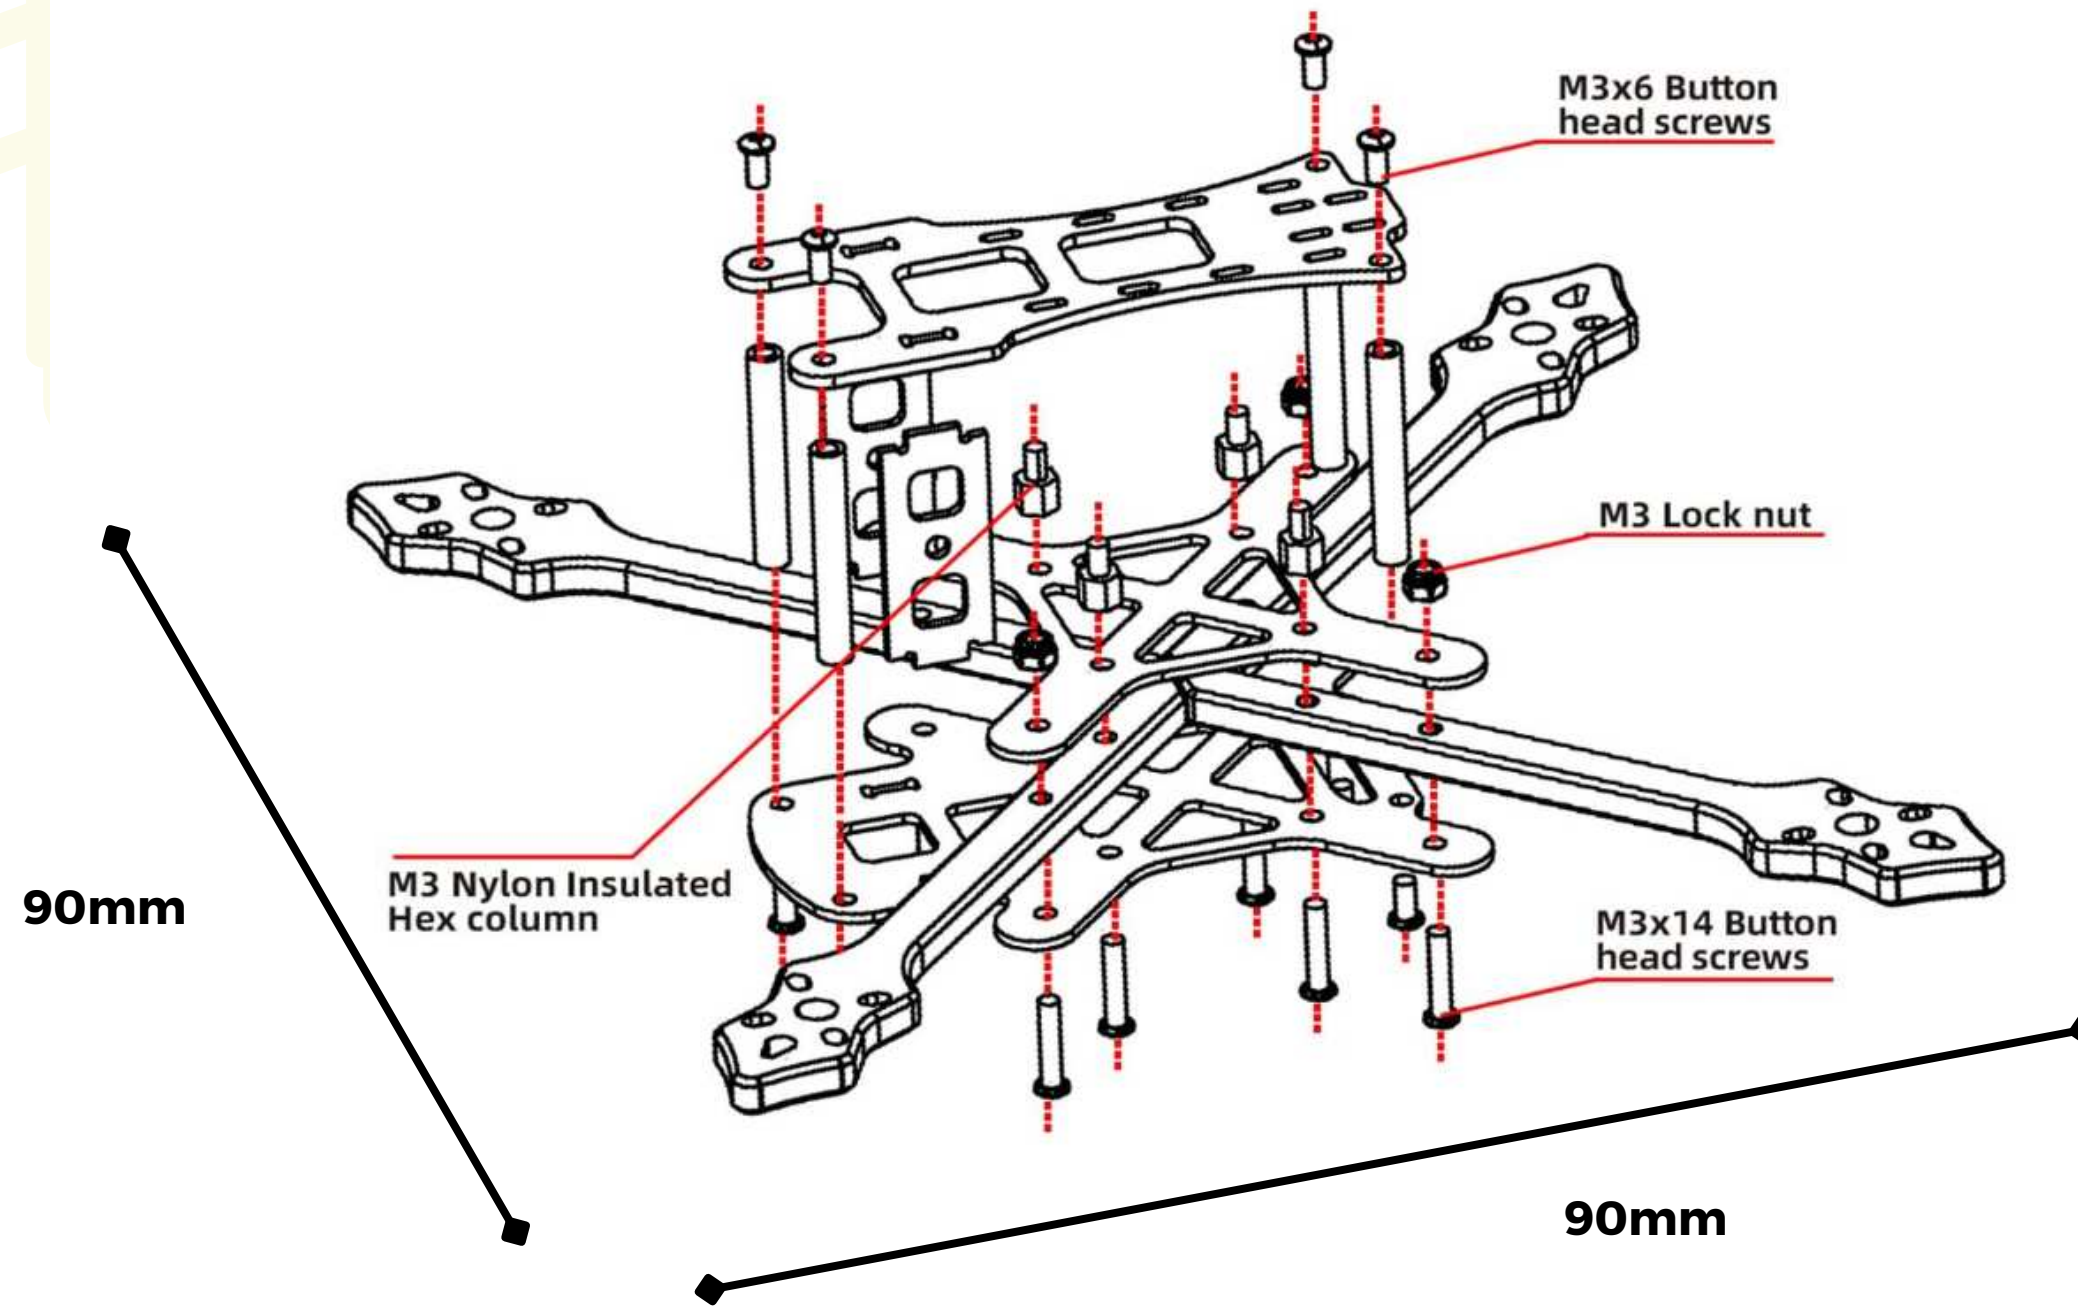 M3x6 Button
head screws
M3 Lock nut
M3 Nylon Insulated
Hex column
90mm
M3x14 Button
head screws
90mm